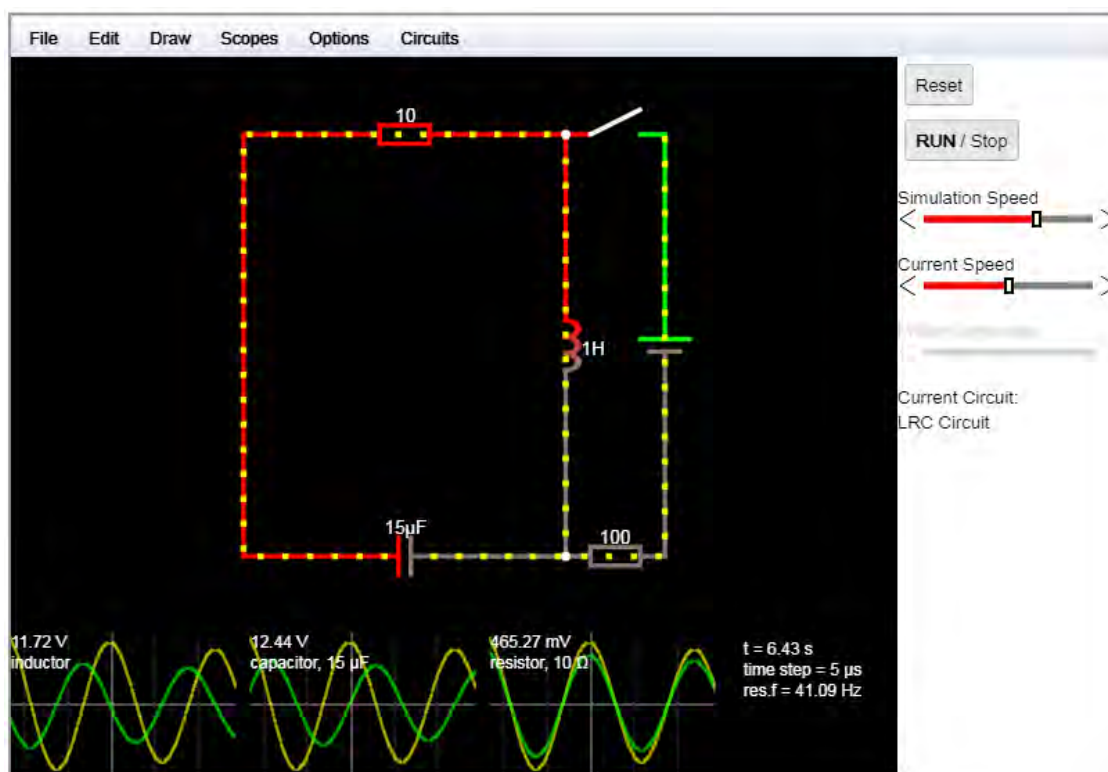 File Edit Draw Scopes Options Circuits
Reset
RUN / Stop
Simulation Speed
Current Speed
Current Circuit:
LRC Circuit
10
1H
15µF
100
11.72 V
inductor
12.44 V
capacitor, 15 µF
465.27 mV
resistor, 10 Ω
t = 6.43 s
time step = 5 µs
res.f = 41.09 Hz